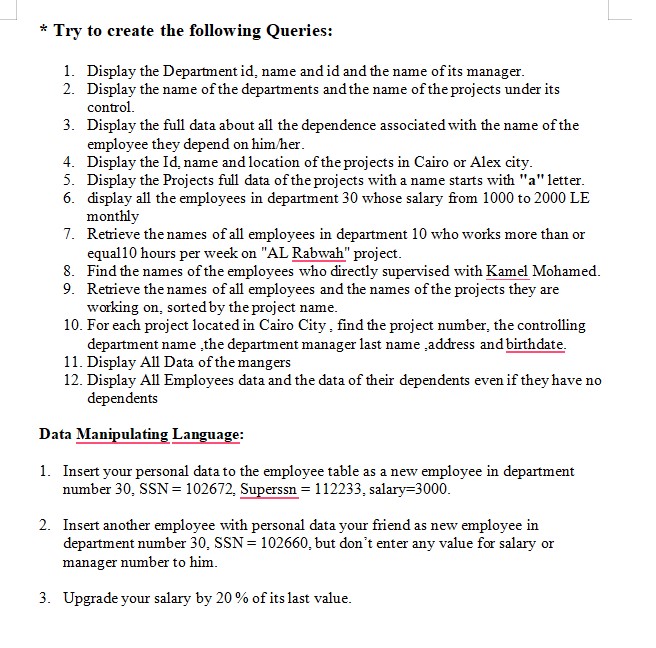 * Try to create the following Queries:
1. Display the Department id, name and id and the name of its manager.
2. Display the name of the departments and the name of the projects under its
control.
3. Display the full data about all the dependence associated with the name of the
employee they depend on him/her.
4. Display the Id, name and location of the projects in Cairo or Alex city.
5. Display the Projects full data of the projects with a name starts with "a" letter.
6. display all the employees in department 30 whose salary from 1000 to 2000 LE
monthly
7. Retrieve the names of all employees in department 10 who works more than or
equal10 hours per week on "AL Rabwah" project.
8. Find the names of the employees who directly supervised with Kamel Mohamed.
9. Retrieve the names of all employees and the names of the projects they are
working on, sorted by the project name.
10. For each project located in Cairo City , find the project number, the controlling
department name ,the department manager last name ,address and birthdate.
11. Display All Data of the mangers
12. Display All Employees data and the data of their dependents even if they have no
dependents
Data Manipulating Language:
1. Insert your personal data to the employee table as a new employee in department
number 30, SSN = 102672, Superssn = 112233, salary=3000.
2. Insert another employee with personal data your friend as new employee in
department number 30, SSN = 102660, but don’t enter any value for salary or
manager number to him.
3. Upgrade your salary by 20 % of its last value.